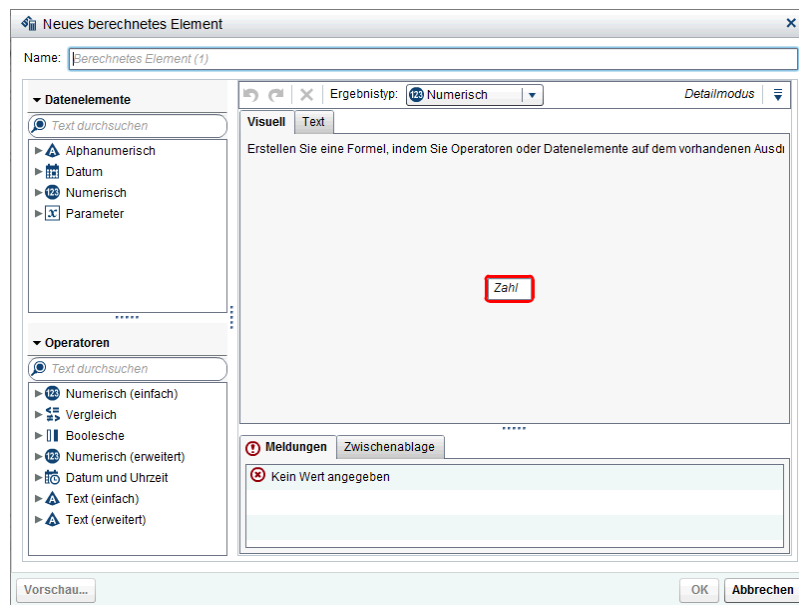 Neues berechnetes Element
Name: Berechnetes Element (1)
Datenelemente
Text durchsuchen
Alphanumerisch
Datum
Numerisch
Parameter
Operatoren
Text durchsuchen
Numerisch (einfach)
Vergleich
Boolesche
Numerisch (erweitert)
Datum und Uhrzeit
Text (einfach)
Text (erweitert)
Ergebnistyp: 123 Numerisch Detailmodus
Visuell Text
Erstellen Sie eine Formel, indem Sie Operatoren oder Datenelemente auf dem vorhandenen Ausdr
Zahl
Meldungen Zwischenablage
Kein Wert angegeben
Vorschau... OK Abbrechen